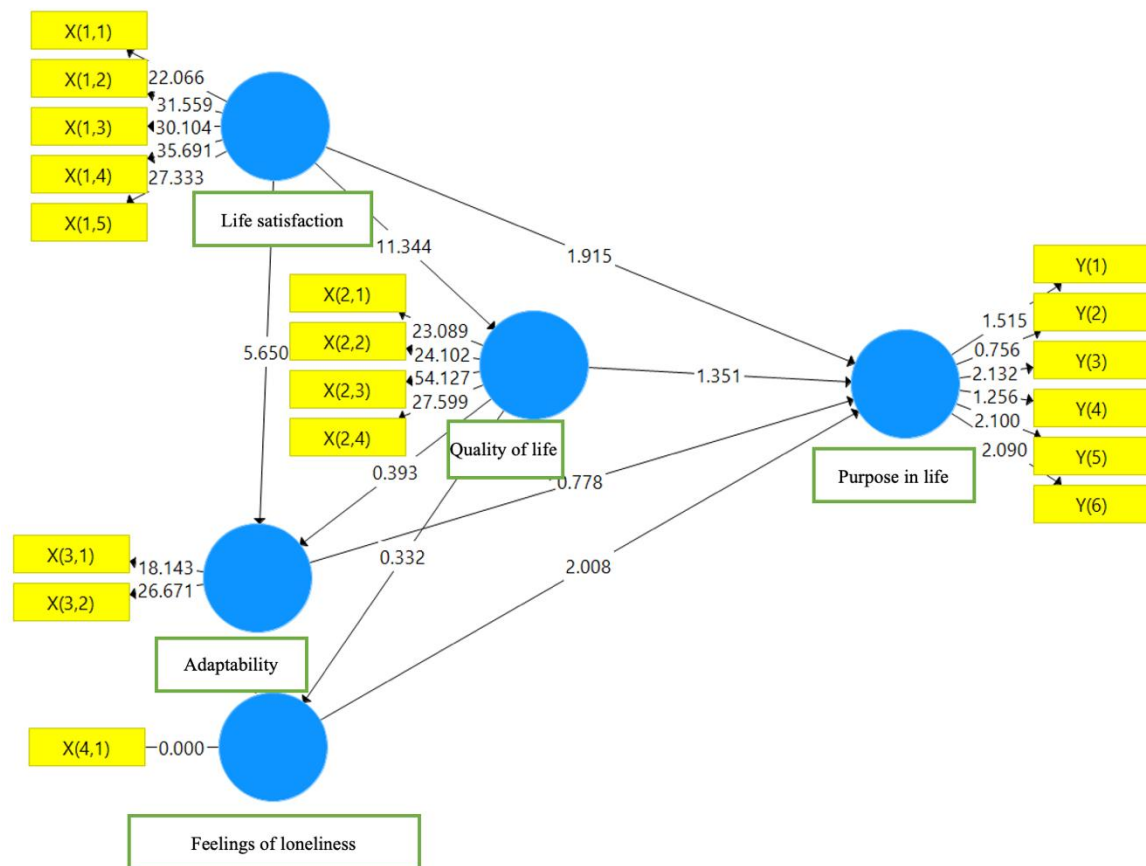 X(1,1)
X(1,2)
X(1,3)
X(1,4)
X(1,5)
22.066
31.559
30.104
35.691
27.333
Life satisfaction
11.344
1.915
5.650
X(2,1)
X(2,2)
X(2,3)
X(2,4)
23.089
24.102
54.127
27.599
Quality of life
1.351
0.393
0.778
0.332
2.008
Purpose in life
Y(1)
Y(2)
Y(3)
Y(4)
Y(5)
Y(6)
1.515
0.756
2.132
1.256
2.100
2.090
X(3,1)
X(3,2)
18.143
26.671
Adaptability
X(4,1)
0.000
Feelings of loneliness